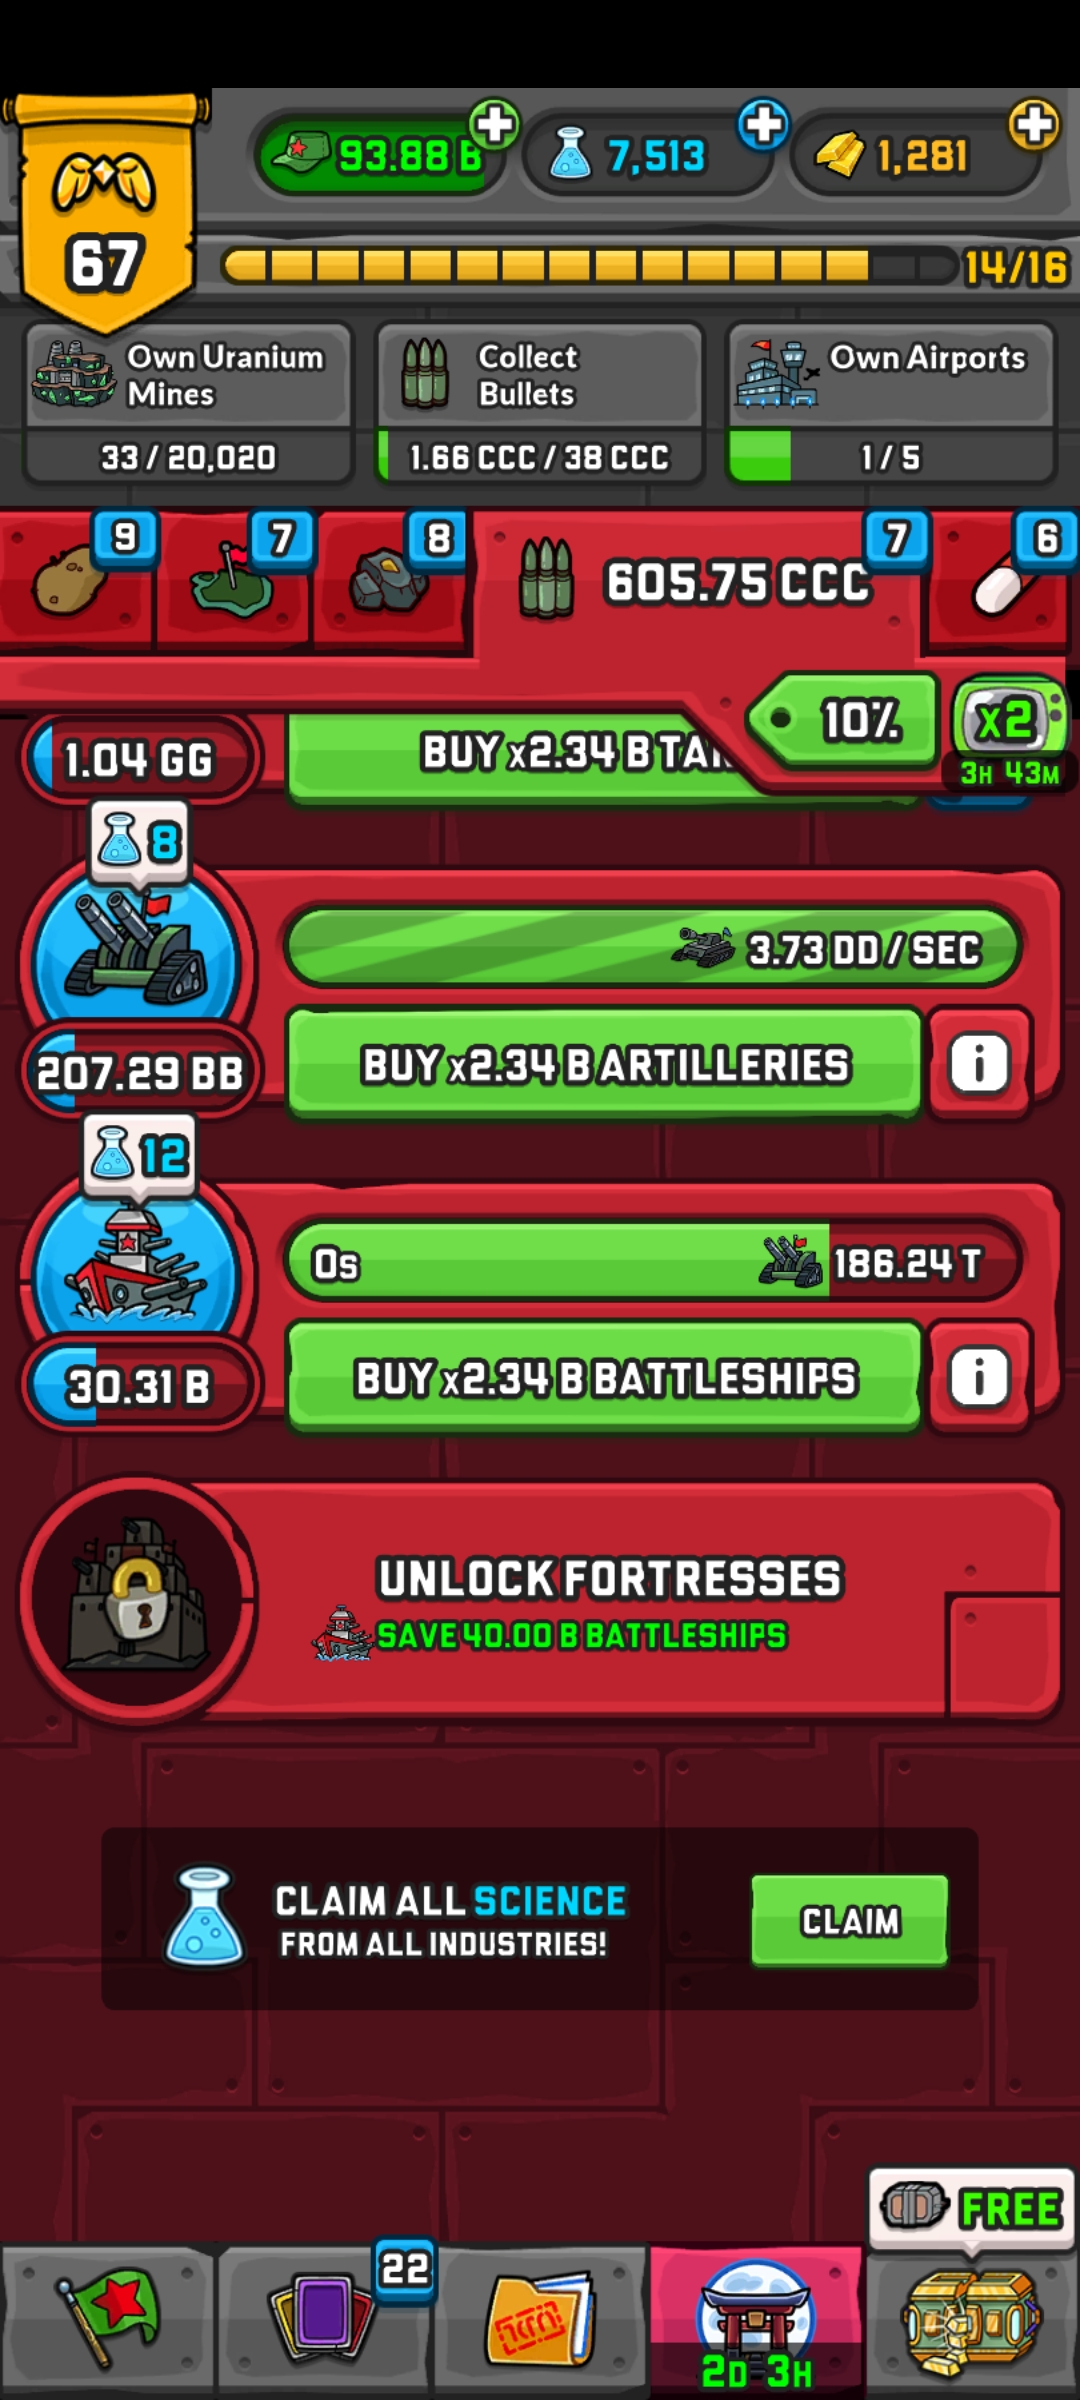 93.88 B
7,513
1,281
67
14/16
Own Uranium
Mines
33 / 20,020
Collect
Bullets
1.66 CCC / 38 CCC
Own Airports
1 / 5
9
7
8
605.75 CCC
7
6
10%
x2
3H 43M
1.04 GG
BUY x2.34 B TAN
8
3.73 DD / SEC
207.29 BB
BUY x2.34 B ARTILLERIES
i
12
0s
186.24 T
30.31 B
BUY x2.34 B BATTLESHIPS
i
UNLOCK FORTRESSES
SAVE 40.00 B BATTLESHIPS
CLAIM ALL SCIENCE
FROM ALL INDUSTRIES!
CLAIM
FREE
22
2D 3H